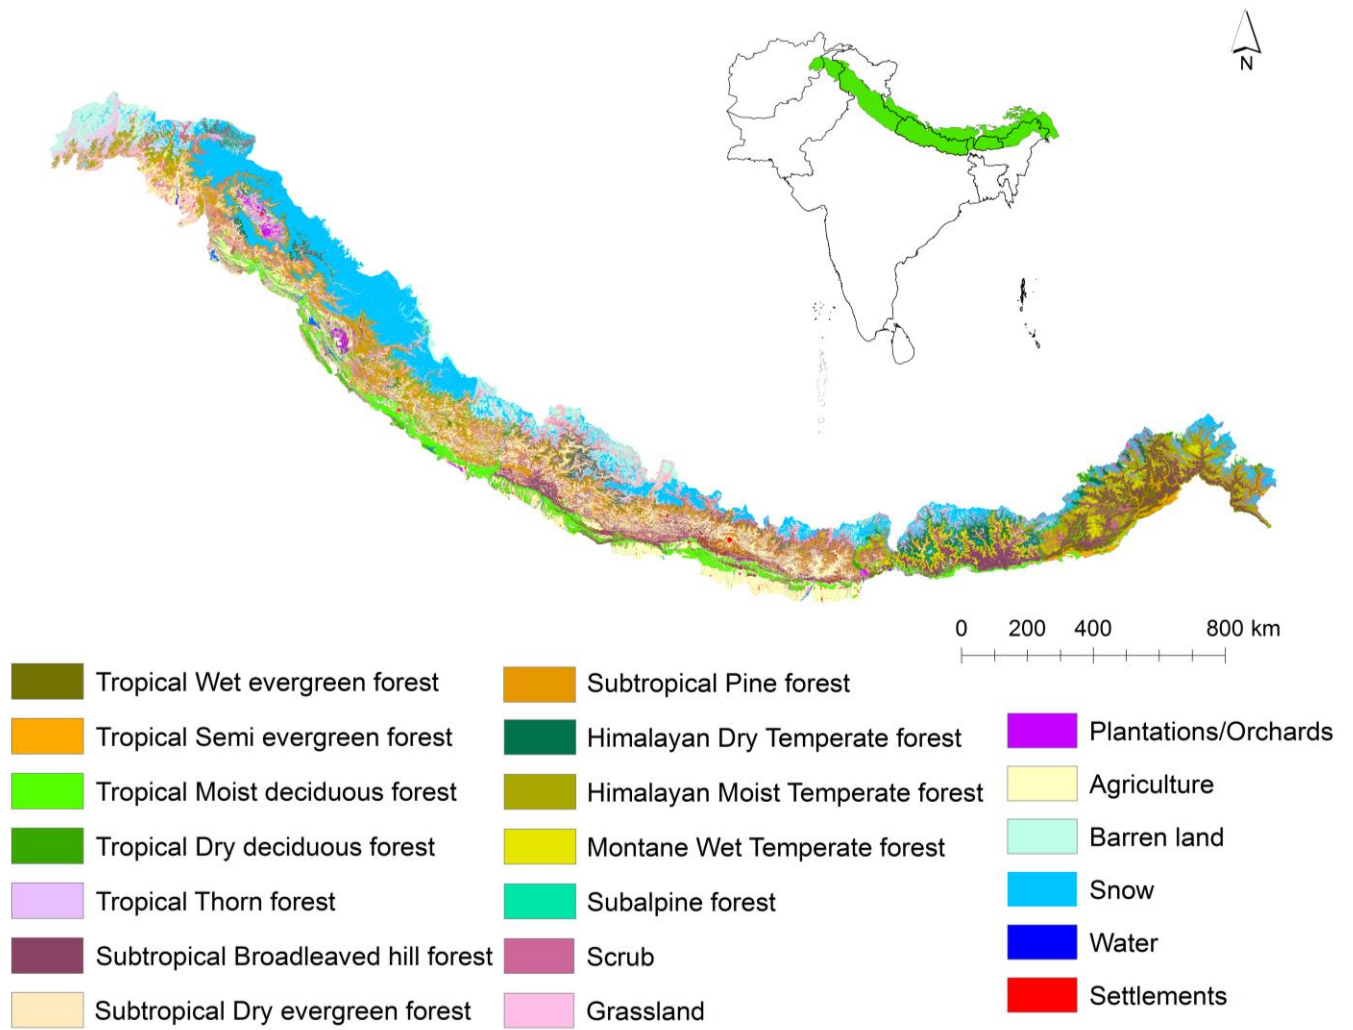 N
0 200 400 800 km
Tropical Wet evergreen forest
Tropical Semi evergreen forest
Tropical Moist deciduous forest
Tropical Dry deciduous forest
Tropical Thorn forest
Subtropical Broadleaved hill forest
Subtropical Dry evergreen forest
Subtropical Pine forest
Himalayan Dry Temperate forest
Himalayan Moist Temperate forest
Montane Wet Temperate forest
Subalpine forest
Scrub
Grassland
Plantations/Orchards
Agriculture
Barren land
Snow
Water
Settlements